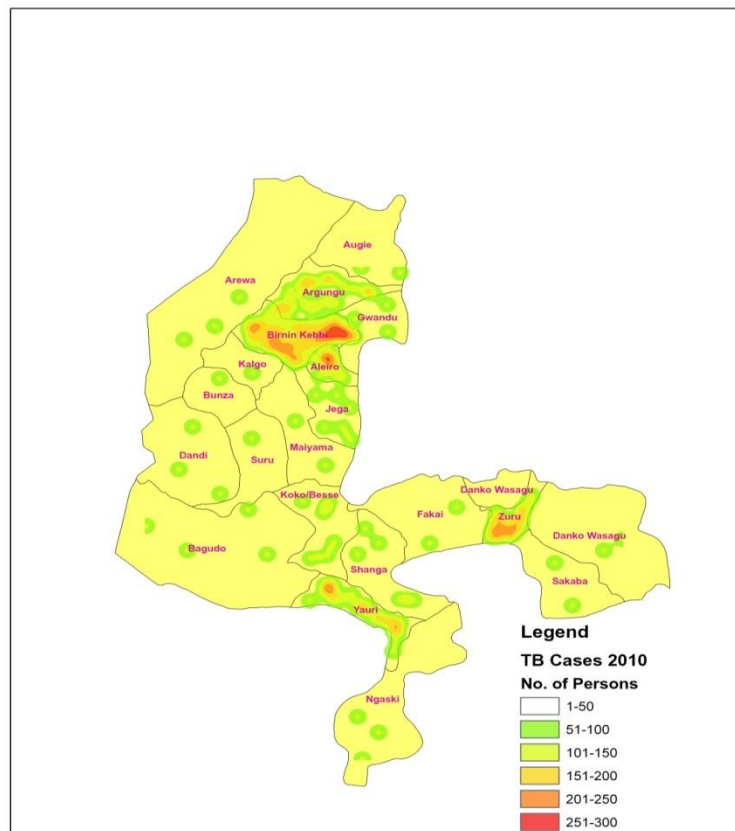 Augie
Arewa
Argungu
Gwandu
Birnin Kebbi
Kalgo
Aleiro
Bunza
Jega
Maiyama
Dandi
Suru
Koko/Besse
Danko Wasagu
Fakai
Zuru
Danko Wasagu
Bagudo
Shanga
Sakaba
Yauri
Ngaski
Legend
TB Cases 2010
No. of Persons
1-50
51-100
101-150
151-200
201-250
251-300